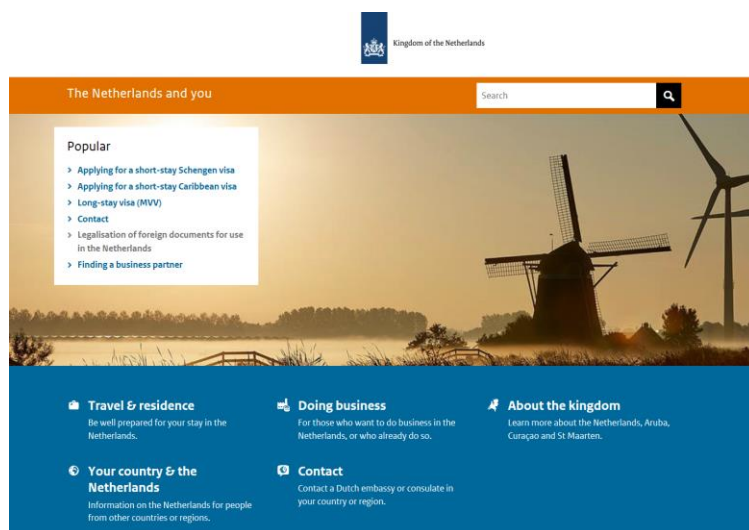 Kingdom of the Netherlands
The Netherlands and you
Search
Popular
Applying for a short-stay Schengen visa
Applying for a short-stay Caribbean visa
Long-stay visa (MVV)
Contact
Legalisation of foreign documents for use
in the Netherlands
Finding a business partner
Travel & residence
Be well prepared for your stay in the
Netherlands.
Doing business
For those who want to do business in the
Netherlands, or who already do so.
About the kingdom
Learn more about the Netherlands, Aruba,
Curaçao and St Maarten.
Your country & the
Netherlands
Information on the Netherlands for people
from other countries or regions.
Contact
Contact a Dutch embassy or consulate in
your country or region.